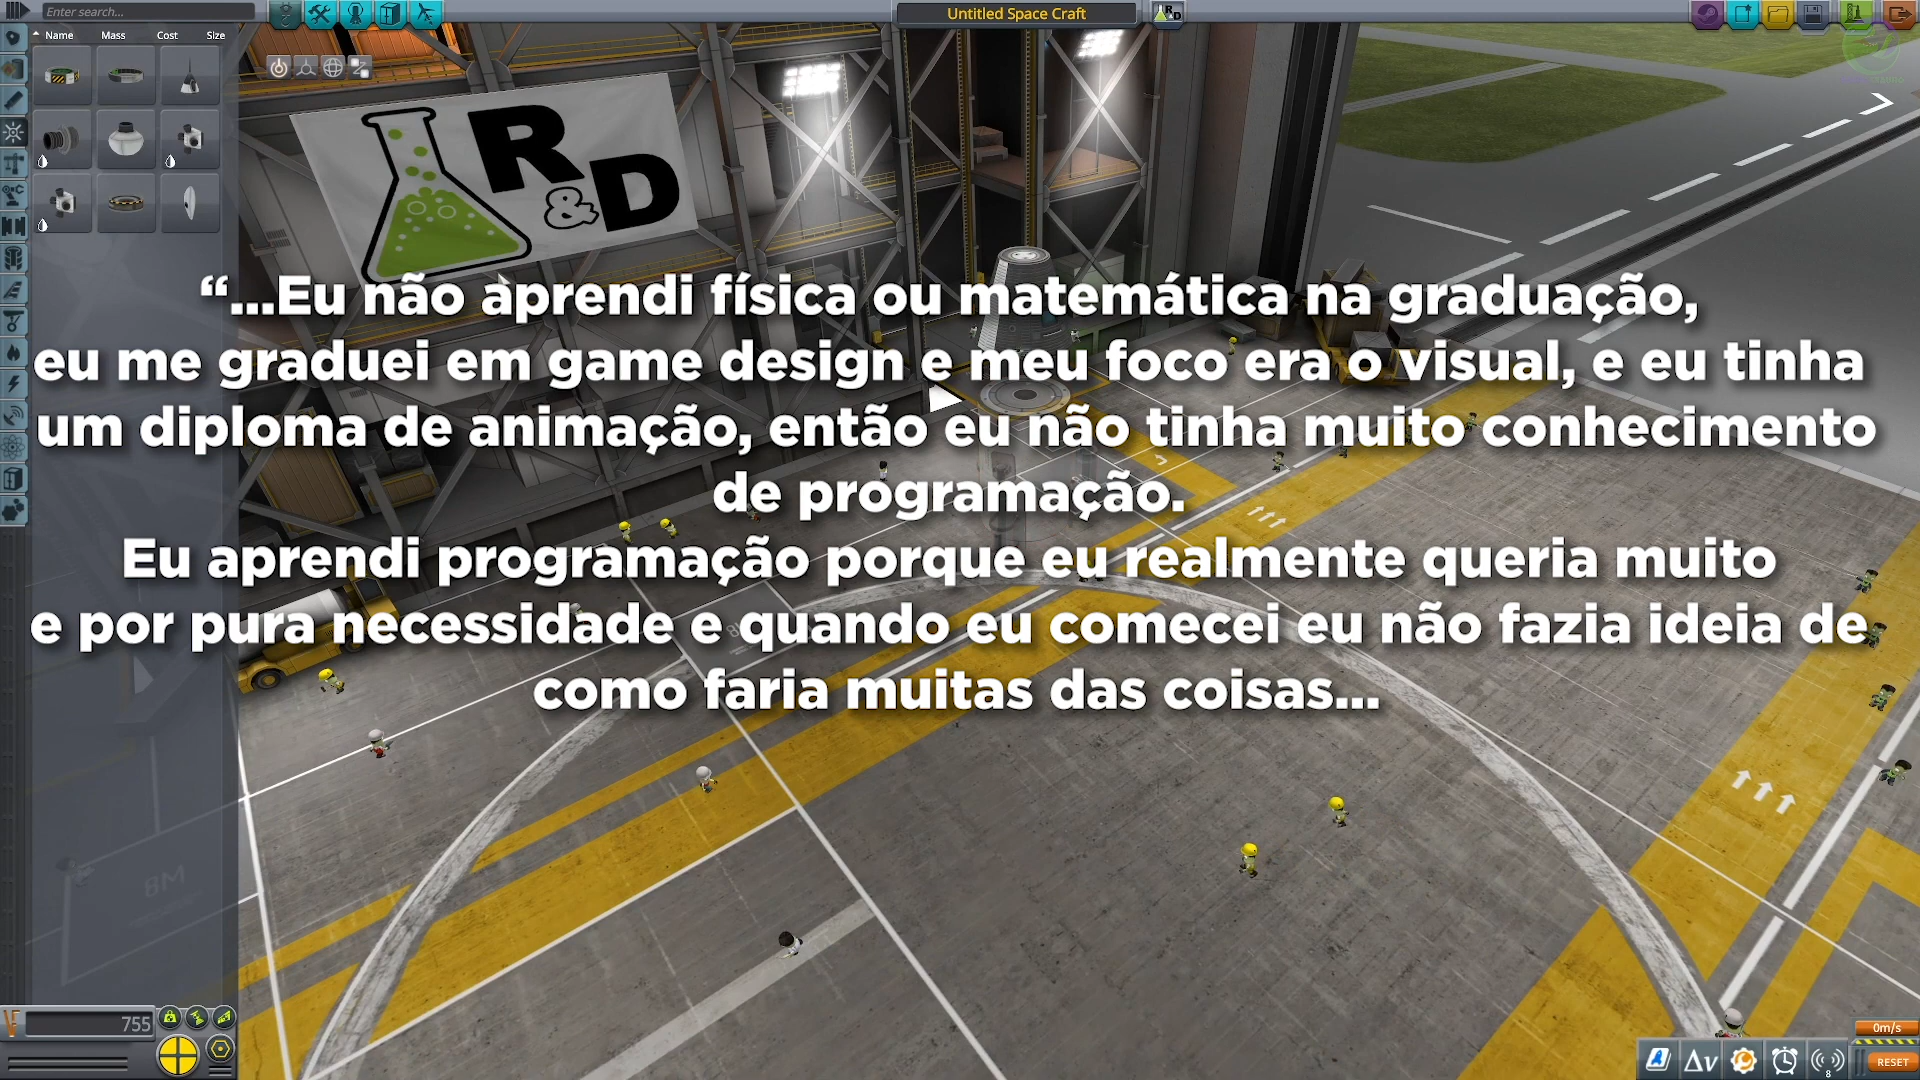 Enter search...
Untitled Space Craft
R&D
Name Mass Cost Size
R&D
“...Eu não aprendi física ou matemática na graduação,
eu me graduei em game design e meu foco era o visual, e eu tinha
um diploma de animação, então eu não tinha muito conhecimento
de programação.
Eu aprendi programação porque eu realmente queria muito
e por pura necessidade e quando eu comecei eu não fazia ideia de
como faria muitas das coisas...
8M
755
0m/s
Δv
8
RESET